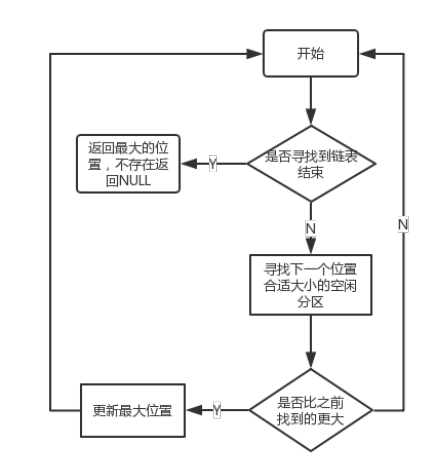 开始
是否寻找到链表
结束
Y
返回最大的位
置，不存在返
回NULL
N
寻找下一个位置
合适大小的空闲
分区
N
是否比之前
找到的更大
Y
更新最大位置